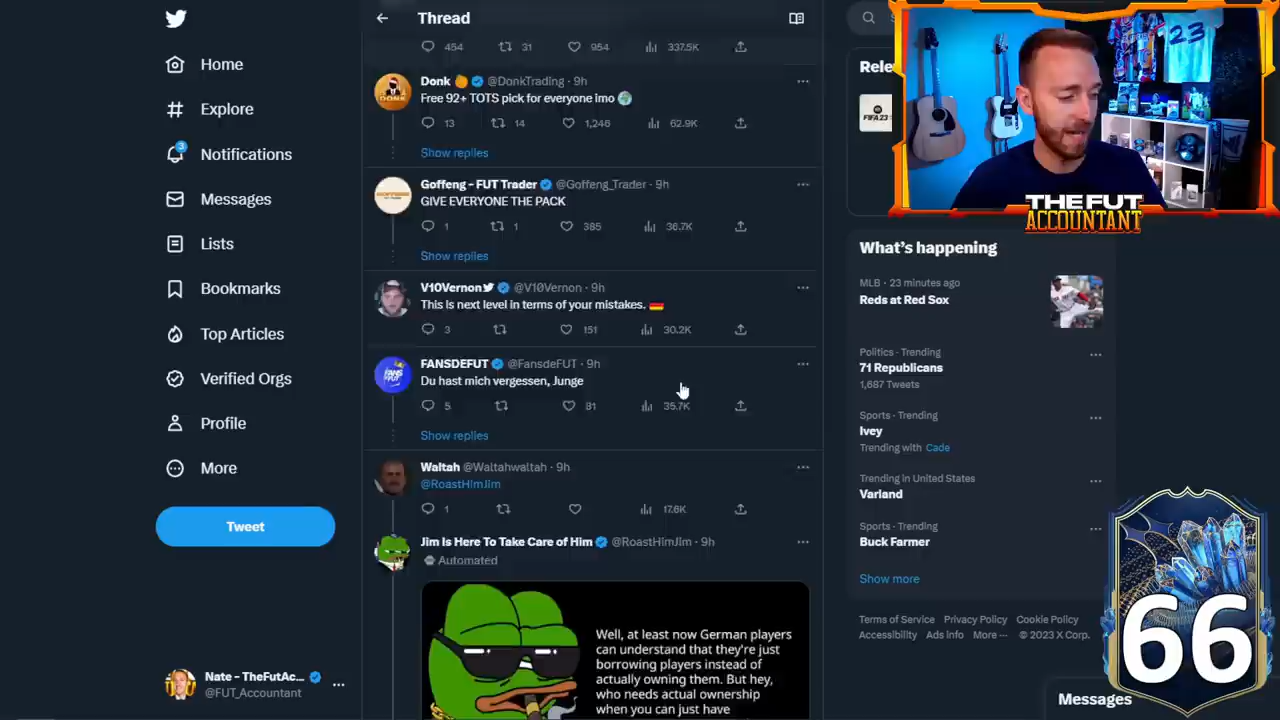 Thread
454 31 954 337.5K
Home
Explore
3
Notifications
Messages
Lists
Bookmarks
Top Articles
Verified Orgs
Profile
More
Tweet
Nate - TheFutAc...
@FUT_Accountant
Donk @DonkTrading · 9h
DONK
Free 92+ TOTS pick for everyone imo
13 14 1,246 62.9K
Show replies
Goffeng - FUT Trader @Goffeng_Trader · 9h
GIVE EVERYONE THE PACK
1 1 385 36.7K
Show replies
V10Vernon @V10Vernon · 9h
This is next level in terms of your mistakes.
3 151 30.2K
FANSDEFUT @FansdeFUT · 9h
Du hast mich vergessen, Junge
5 81 35.7K
Show replies
Waltah @Waltahwaltah · 9h
@RoastHimJim
1 17.6K
Jim Is Here To Take Care of Him @RoastHimJim · 9h
Automated
Well, at least now German players
can understand that they're just
borrowing players instead of
actually owning them. But hey,
who needs actual ownership
when you can just have
Rele
FIFA 23
23
THE FUT
ACCOUNTANT
What's happening
MLB · 23 minutes ago
Reds at Red Sox
Politics · Trending
71 Republicans
1,687 Tweets
Sports · Trending
Ivey
Trending with Cade
Trending in United States
Varland
Sports · Trending
Buck Farmer
Show more
Terms of Service Privacy Policy Cookie Policy
Accessibility Ads info More ··· © 2023 X Corp.
66
Messages